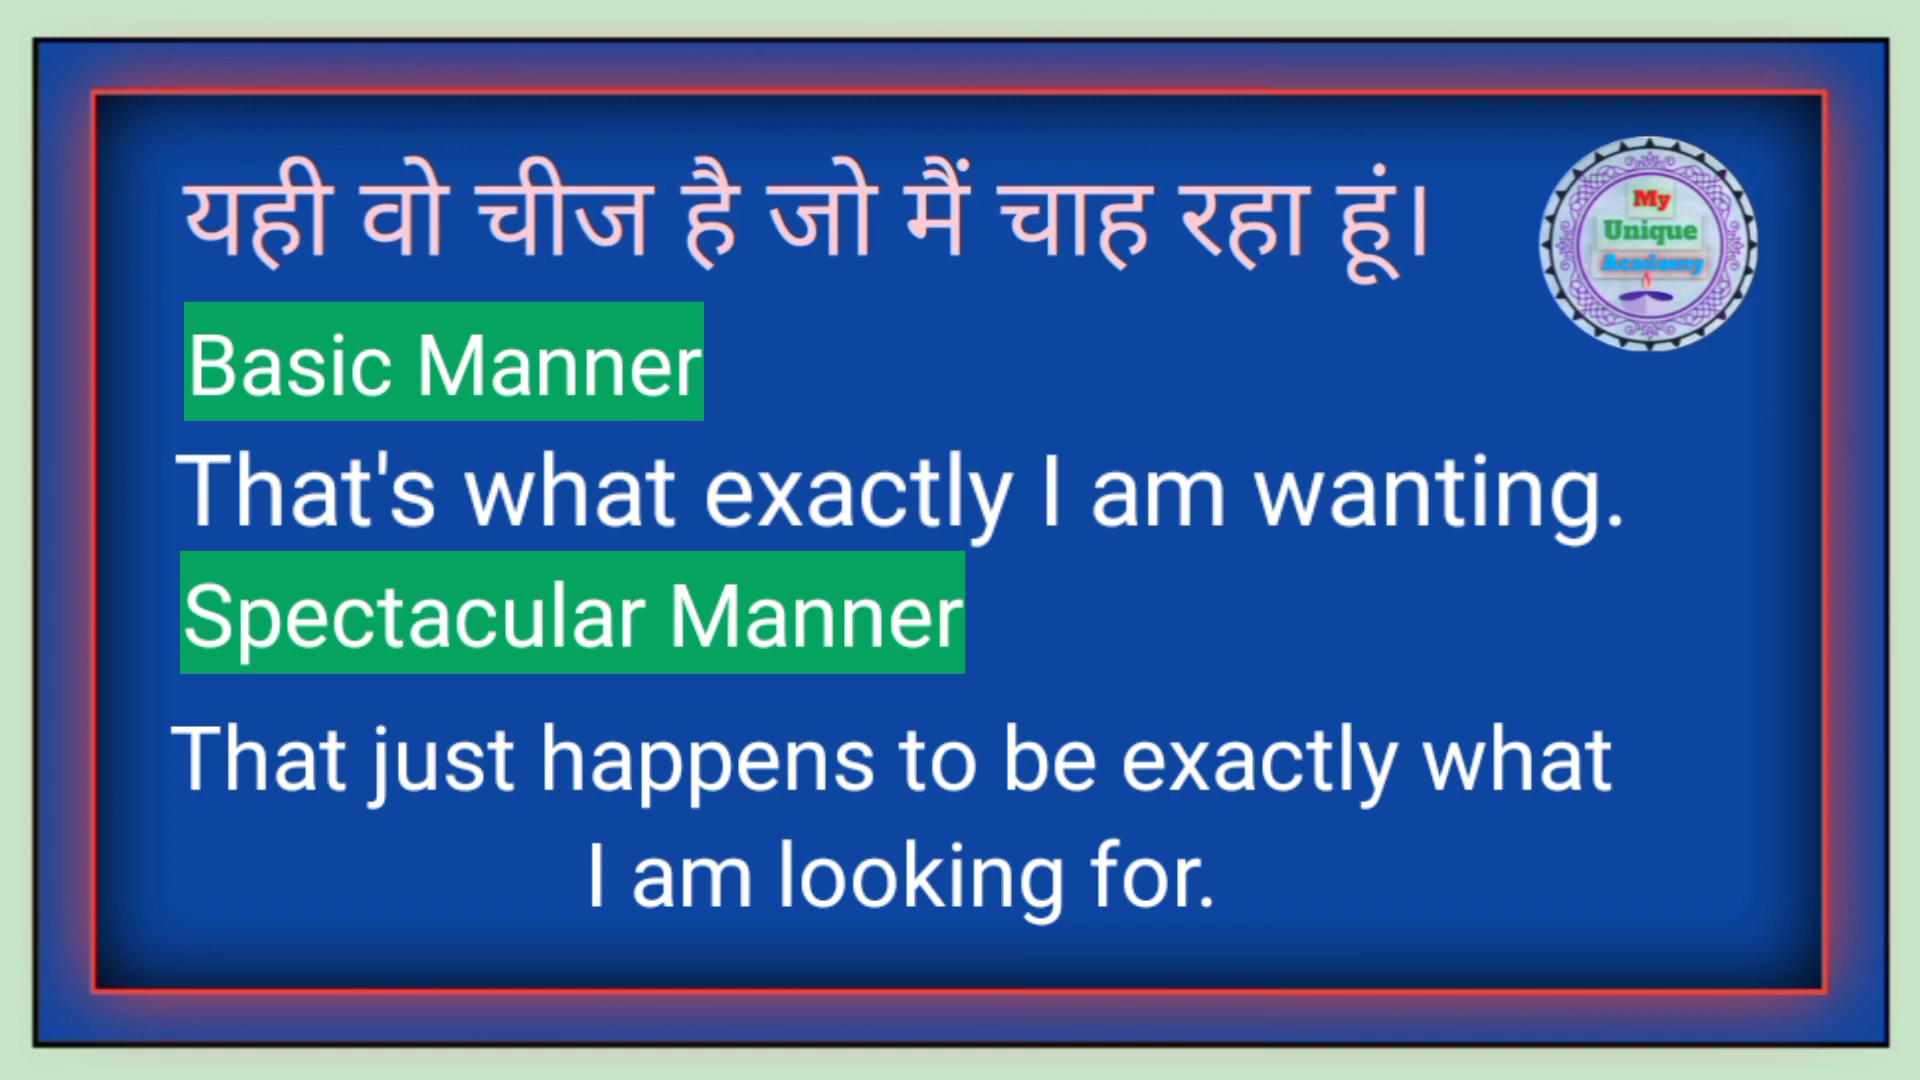 यही वो चीज है जो मैं चाह रहा हूं।
My
Unique
Academy
Basic Manner
That's what exactly I am wanting.
Spectacular Manner
That just happens to be exactly what
I am looking for.